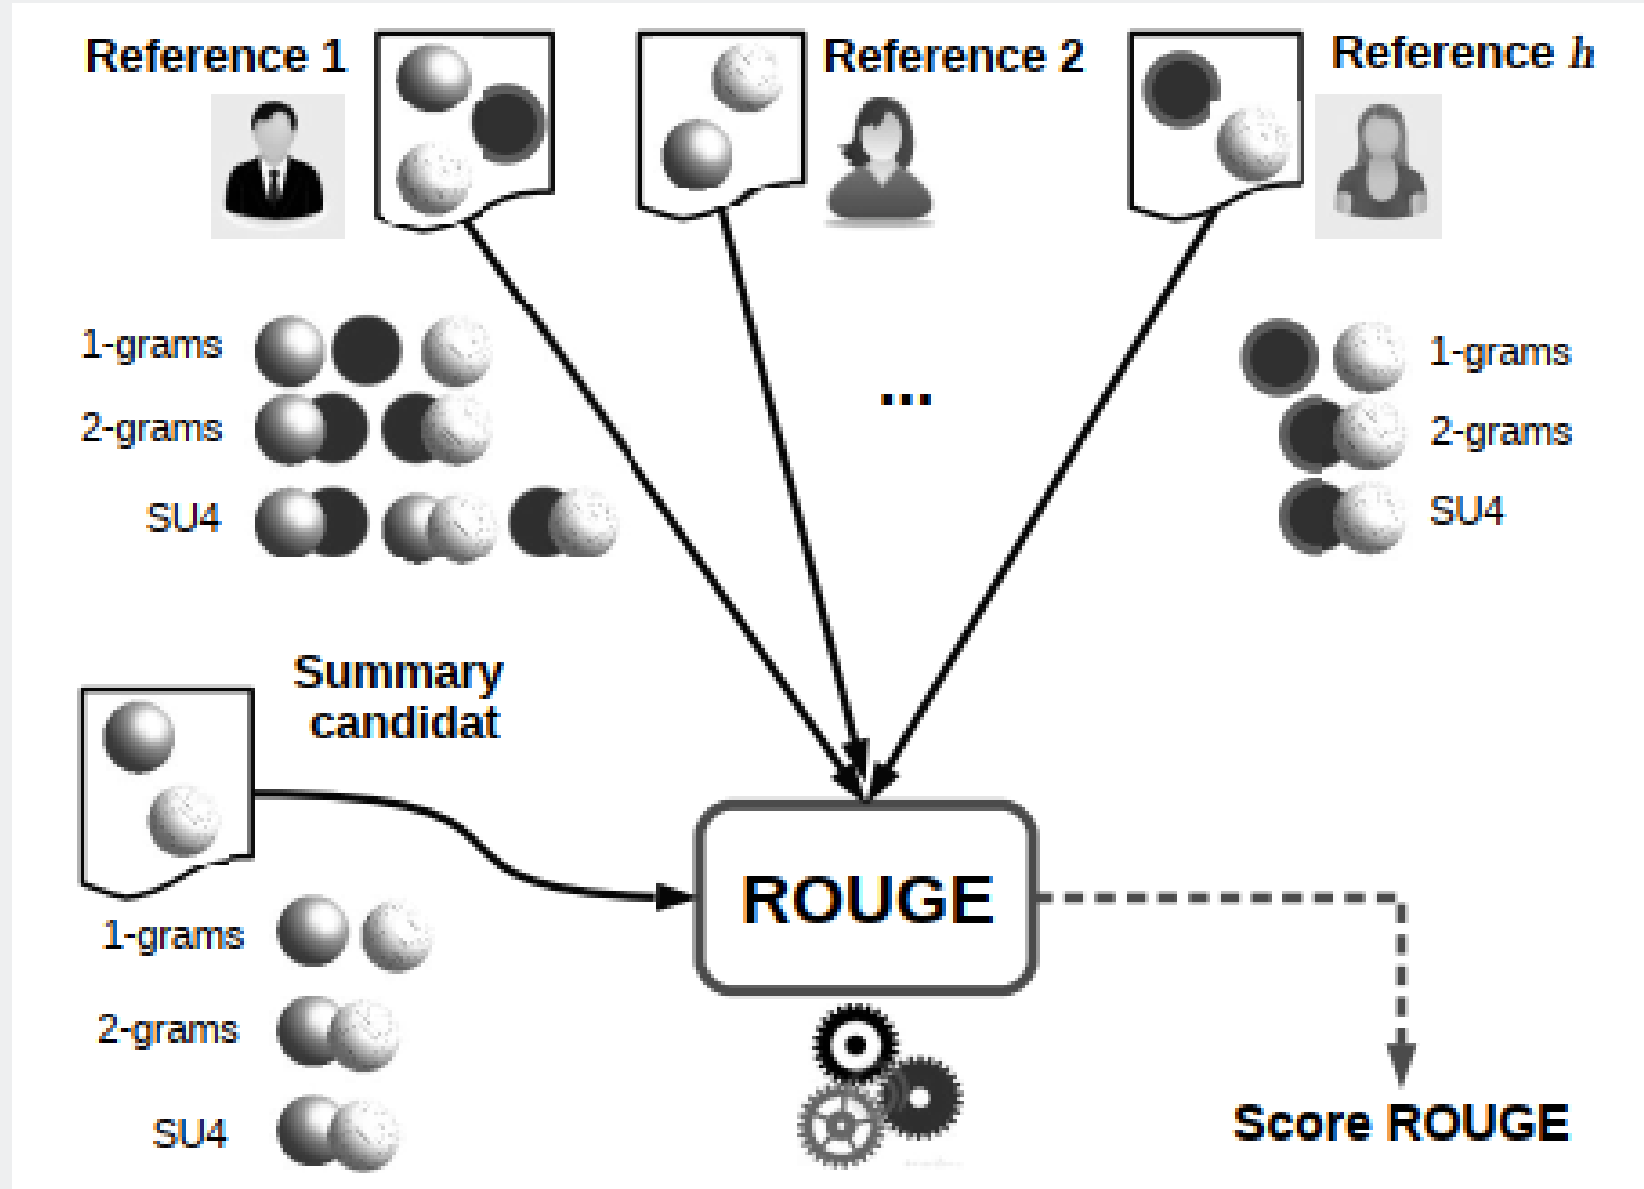 Reference 1
Reference 2
Reference h
1-grams
2-grams
SU4
...
1-grams
2-grams
SU4
Summary
candidat
1-grams
2-grams
SU4
ROUGE
Score ROUGE